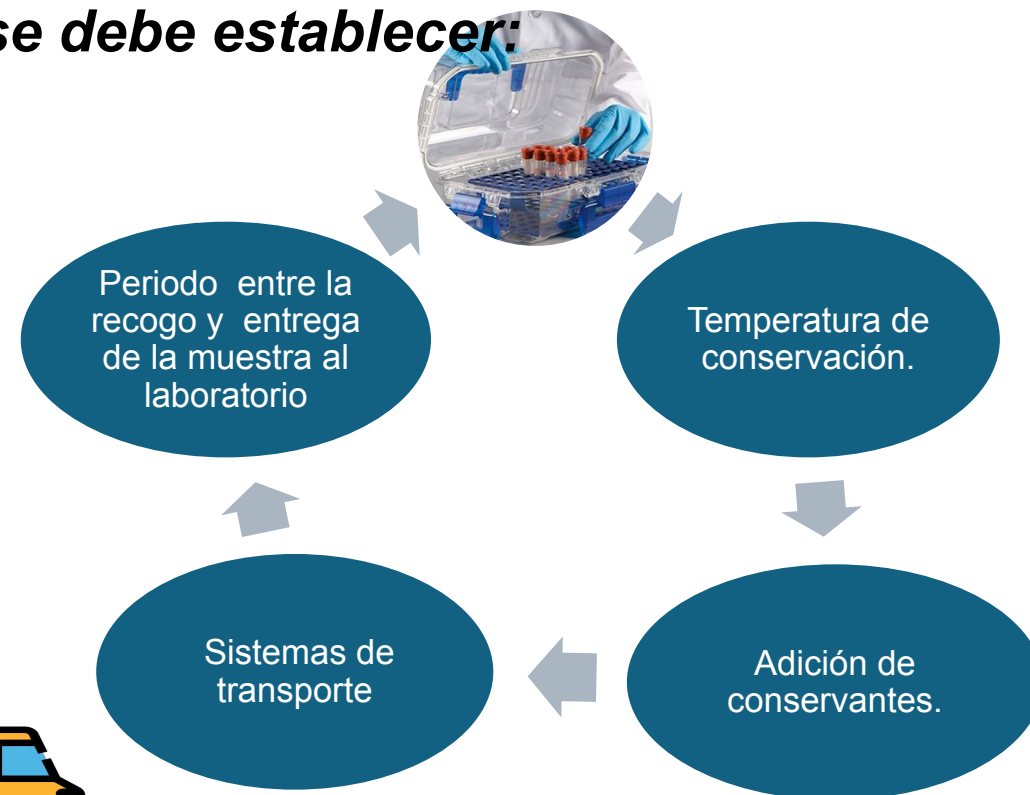 se debe establecer:
Periodo entre la
recogo y entrega
de la muestra al
laboratorio
Temperatura de
conservación.
Sistemas de
transporte
Adición de
conservantes.